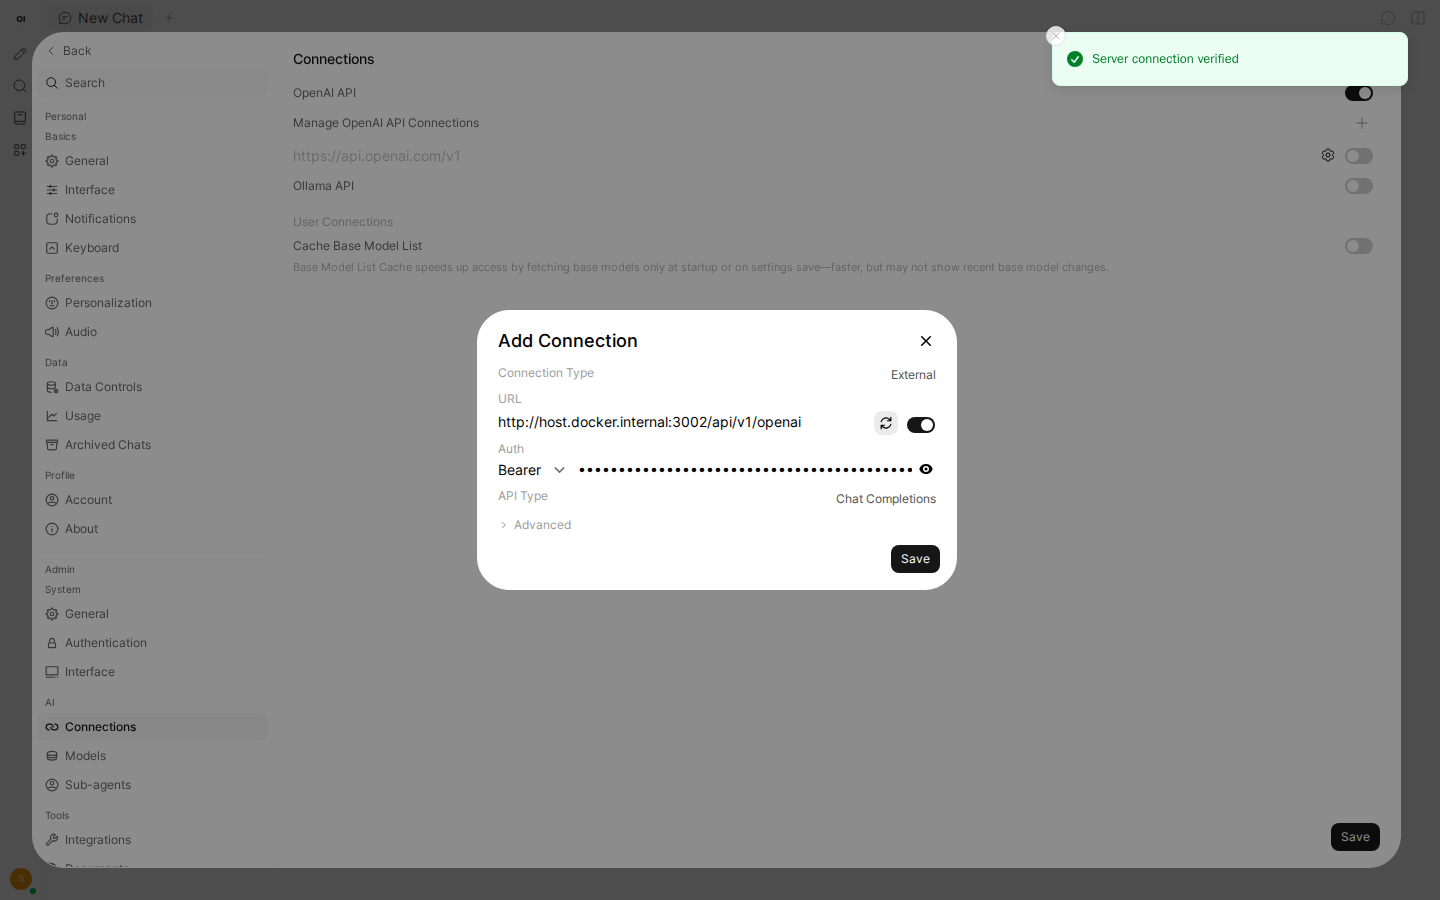 OI
New Chat
Back
Search
Personal
Basics
General
Interface
Notifications
Keyboard
Preferences
Personalization
Audio
Data
Data Controls
Usage
Archived Chats
Profile
Account
About
Admin
System
General
Authentication
Interface
AI
Connections
Models
Sub-agents
Tools
Integrations
S
Connections
OpenAI API
Manage OpenAI API Connections
https://api.openai.com/v1
Ollama API
User Connections
Cache Base Model List
Base Model List Cache speeds up access by fetching base models only at startup or on settings save—faster, but may not show recent base model changes.
Server connection verified
Add Connection
Connection Type
External
URL
http://host.docker.internal:3002/api/v1/openai
Auth
Bearer
API Type
Chat Completions
Advanced
Save
Save